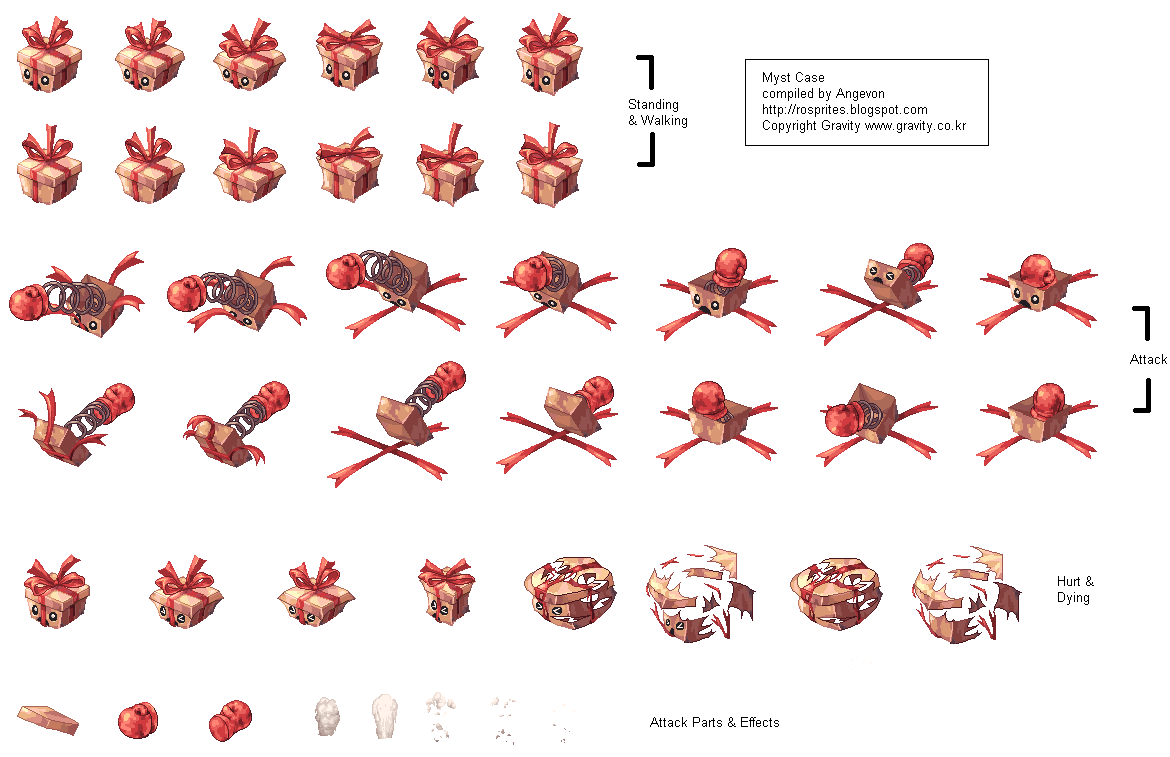 Myst Case
compiled by Angevon
http://rosprites.blogspot.com
Copyright Gravity www.gravity.co.kr
Standing
& Walking
Attack
Hurt &
Dying
Attack Parts & Effects